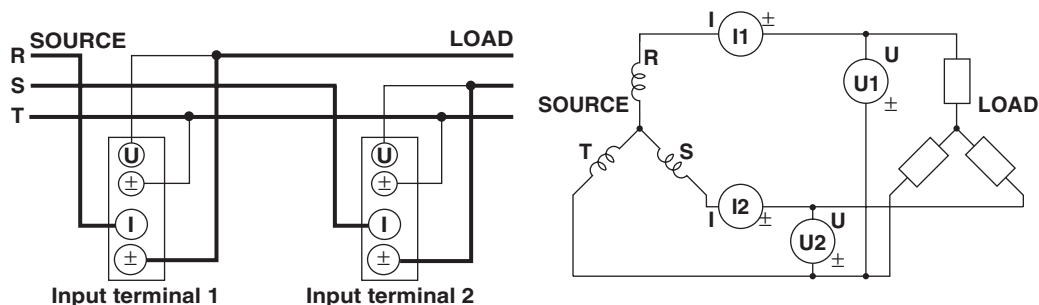 SOURCE
LOAD
R
S
T
U
±
I
±
U
±
I
±
Input terminal 1
Input terminal 2
I
I1
±
R
U
U1
±
SOURCE
LOAD
T
S
I
I2
±
U
U2
±